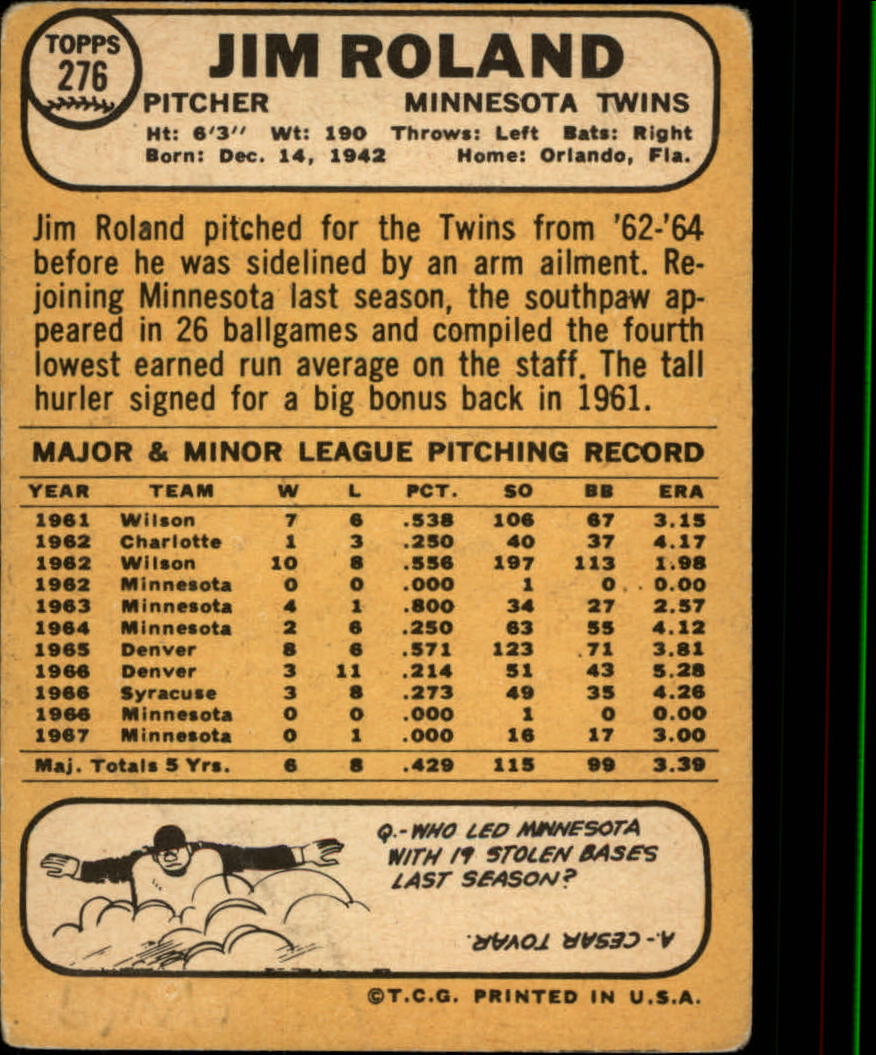 TOPPS
276
JIM ROLAND
PITCHER MINNESOTA TWINS
Ht: 6'3" Wt: 190 Throws: Left Bats: Right
Born: Dec. 14, 1942 Home: Orlando, Fla.
Jim Roland pitched for the Twins from '62-'64
before he was sidelined by an arm ailment. Re-
joining Minnesota last season, the southpaw ap-
peared in 26 ballgames and compiled the fourth
lowest earned run average on the staff. The tall
hurler signed for a big bonus back in 1961.
MAJOR & MINOR LEAGUE PITCHING RECORD
YEAR TEAM W L PCT. SO BB ERA
1961 Wilson 7 6 .538 106 67 3.15
1962 Charlotte 1 3 .250 40 37 4.17
1962 Wilson 10 8 .556 197 113 1.98
1962 Minnesota 0 0 .000 1 0 0.00
1963 Minnesota 4 1 .800 34 27 2.57
1964 Minnesota 2 6 .250 63 55 4.12
1965 Denver 8 6 .571 123 71 3.81
1966 Denver 3 11 .214 51 43 5.28
1966 Syracuse 3 8 .273 49 35 4.26
1966 Minnesota 0 0 .000 1 0 0.00
1967 Minnesota 0 1 .000 16 17 3.00
Maj. Totals 5 Yrs. 6 8 .429 115 99 3.39
Q.-WHO LED MINNESOTA
WITH 19 STOLEN BASES
LAST SEASON?
A.-CESAR TOVAR.
©T.C.G. PRINTED IN U.S.A.